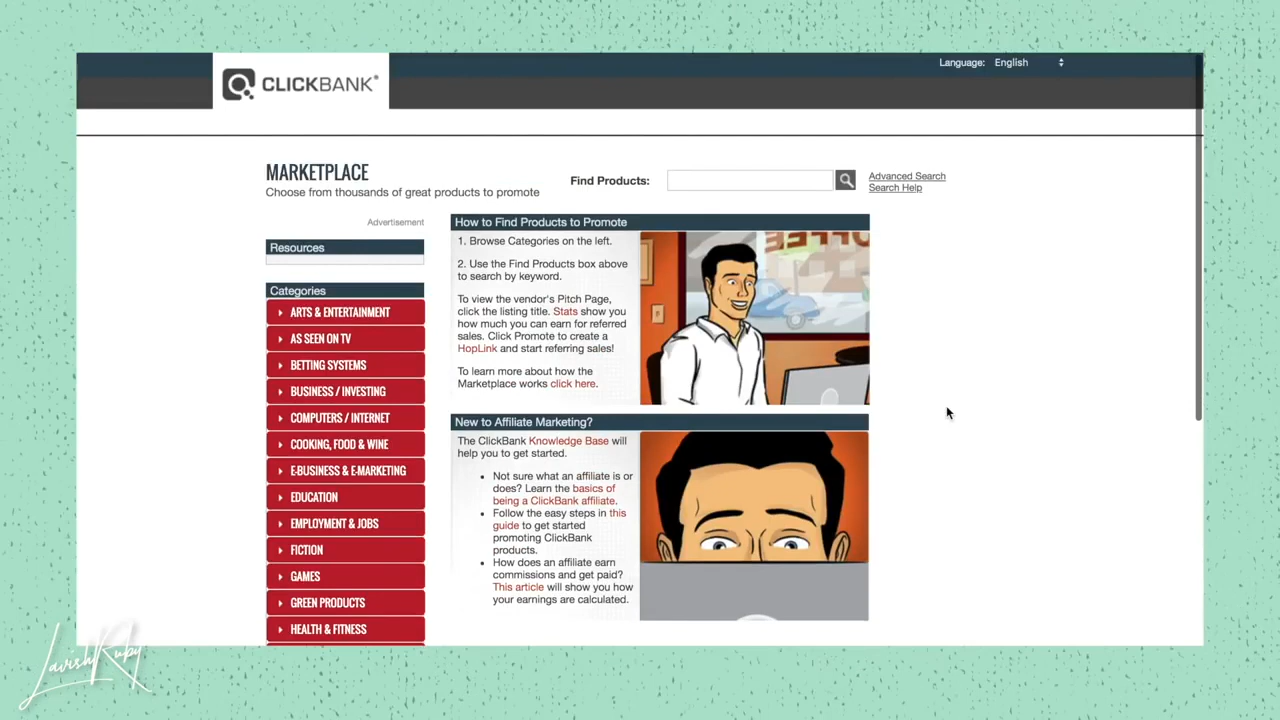 CLICKBANK®
Language: English
MARKETPLACE
Choose from thousands of great products to promote
Find Products:
Advanced Search
Search Help
Advertisement
Resources
Categories
ARTS & ENTERTAINMENT
AS SEEN ON TV
BETTING SYSTEMS
BUSINESS / INVESTING
COMPUTERS / INTERNET
COOKING, FOOD & WINE
E-BUSINESS & E-MARKETING
EDUCATION
EMPLOYMENT & JOBS
FICTION
GAMES
GREEN PRODUCTS
HEALTH & FITNESS
How to Find Products to Promote
1. Browse Categories on the left.
2. Use the Find Products box above
to search by keyword.
To view the vendor's Pitch Page,
click the listing title. Stats show you
how much you can earn for referred
sales. Click Promote to create a
HopLink and start referring sales!
To learn more about how the
Marketplace works click here.
New to Affiliate Marketing?
The ClickBank Knowledge Base will
help you to get started.
Not sure what an affiliate is or
does? Learn the basics of
being a ClickBank affiliate.
Follow the easy steps in this
guide to get started
promoting ClickBank
products.
How does an affiliate earn
commissions and get paid?
This article will show you how
your earnings are calculated.
LavishRuby